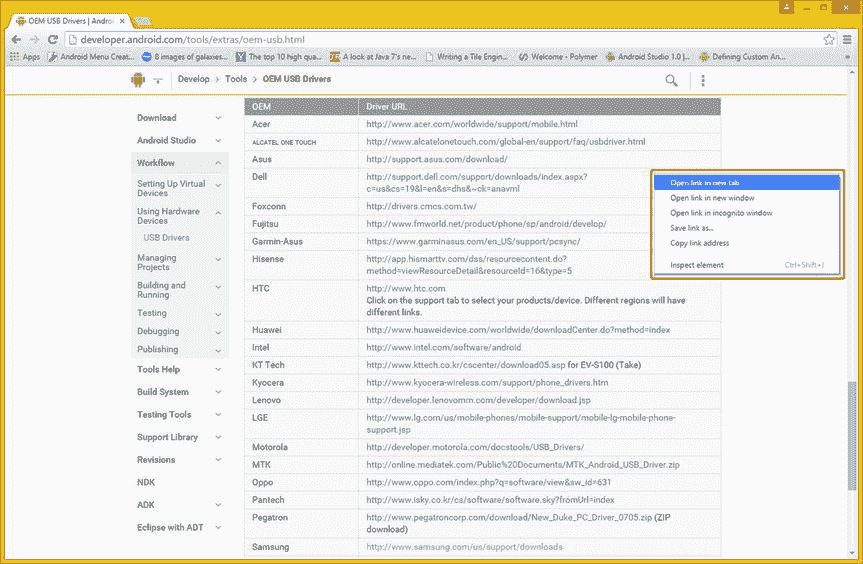 OEM USB Drivers | Androi
developer.android.com/tools/extras/oem-usb.html
Apps Android Menu Creat... 8 images of galaxies... The top 10 high qua... A look at Java 7's ne... Writing a Tile Engin... Welcome - Polymer Android Studio 1.0 |... Defining Custom An...
Develop > Tools > OEM USB Drivers
Download
Android Studio
Workflow
Setting Up Virtual
Devices
Using Hardware
Devices
USB Drivers
Managing
Projects
Building and
Running
Testing
Debugging
Publishing
Tools Help
Build System
Testing Tools
Support Library
Revisions
NDK
ADK
Eclipse with ADT
OEM Driver URL
Acer http://www.acer.com/worldwide/support/mobile.html
ALCATEL ONE TOUCH http://www.alcatelonetouch.com/global-en/support/faq/usbdriver.html
Asus http://support.asus.com/download/
Dell http://support.dell.com/support/downloads/index.aspx?
c=us&cs=19&l=en&s=dhs&~ck=anavml
Foxconn http://drivers.cmcs.com.tw/
Fujitsu http://www.fmworld.net/product/phone/sp/android/develop/
Garmin-Asus https://www.garminasus.com/en_US/support/pcsync/
Hisense http://app.hismarttv.com/dss/resourcecontent.do?
method=viewResourceDetail&resourceId=16&type=5
HTC http://www.htc.com
Click on the support tab to select your products/device. Different regions will have
different links.
Huawei http://www.huaweidevice.com/worldwide/downloadCenter.do?method=index
Intel http://www.intel.com/software/android
KT Tech http://www.kttech.co.kr/cscenter/download05.asp for EV-S100 (Take)
Kyocera http://www.kyocera-wireless.com/support/phone_drivers.htm
Lenovo http://developer.lenovomm.com/developer/download.jsp
LGE http://www.lg.com/us/mobile-phones/mobile-support/mobile-lg-mobile-phone-
support.jsp
Motorola http://developer.motorola.com/docstools/USB_Drivers/
MTK http://online.mediatek.com/Public%20Documents/MTK_Android_USB_Driver.zip
Oppo http://www.oppo.com/index.php?q=software/view&sw_id=631
Pantech http://www.isky.co.kr/cs/software/software.sky?fromUrl=index
Pegatron http://www.pegatroncorp.com/download/New_Duke_PC_Driver_0705.zip (ZIP
download)
Samsung http://www.samsung.com/us/support/downloads
Open link in new tab
Open link in new window
Open link in incognito window
Save link as...
Copy link address
Inspect element Ctrl+Shift+I